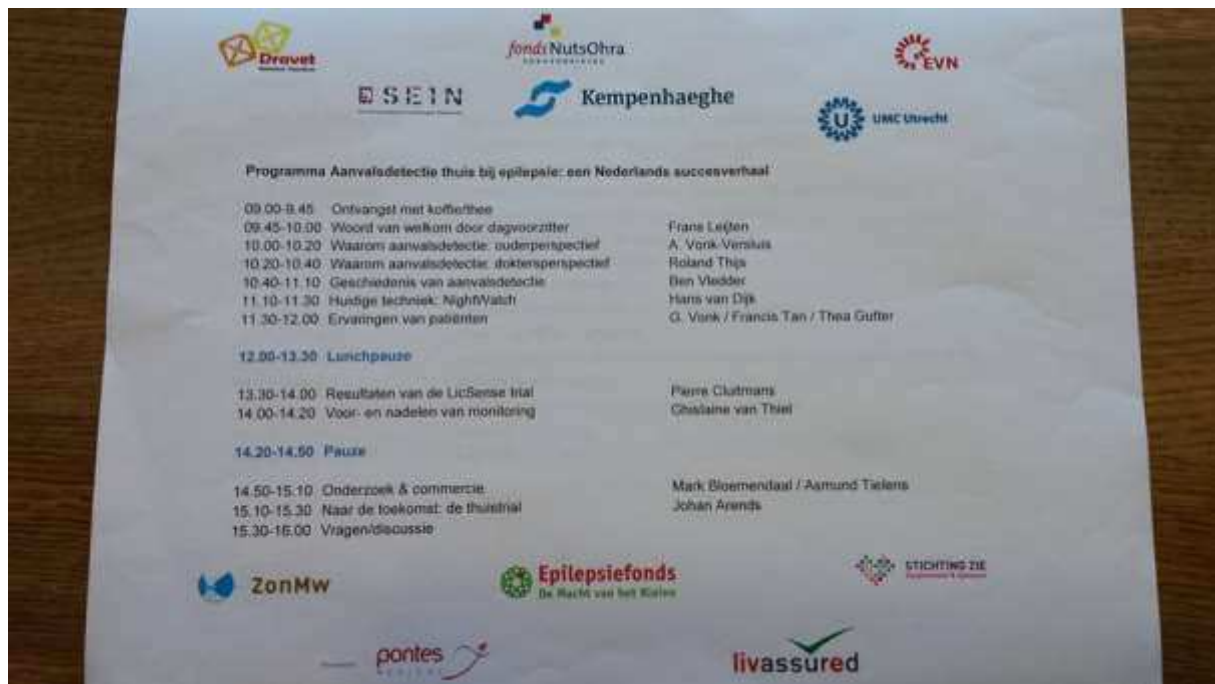 Dravet
fondsNutsOhra
EVN
SEIN
Kempenhaeghe
UMC Utrecht
Programma Aanvalsdetectie thuis bij epilepsie: een Nederlands succesverhaal
09.00-9.45 Ontvangst met koffie/thee
09.45-10.00 Woord van welkom door dagvoorzitter Frans Leijten
10.00-10.20 Waarom aanvalsdetectie: ouderperspectief A. Vonk-Versluis
10.20-10.40 Waarom aanvalsdetectie: doktersperspectief Roland Thijs
10.40-11.10 Geschiedenis van aanvalsdetectie Ben Vledder
11.10-11.30 Huidige techniek: NightWatch Hans van Dijk
11.30-12.00 Ervaringen van patiënten G. Vonk / Francis Tan / Thea Gutter
12.00-13.30 Lunchpauze
13.30-14.00 Resultaten van de LicSense trial Pierre Cluitmans
14.00-14.20 Voor- en nadelen van monitoring Ghislaine van Thiel
14.20-14.50 Pauze
14.50-15.10 Onderzoek & commercie Mark Bloemendaal / Asmund Tielens
15.10-15.30 Naar de toekomst: de thuistrial Johan Arends
15.30-16.00 Vragen/discussie
ZonMw
Epilepsiefonds
De Macht van het Kleine
STICHTING ZIE
pontes
MEDICAL
livassured